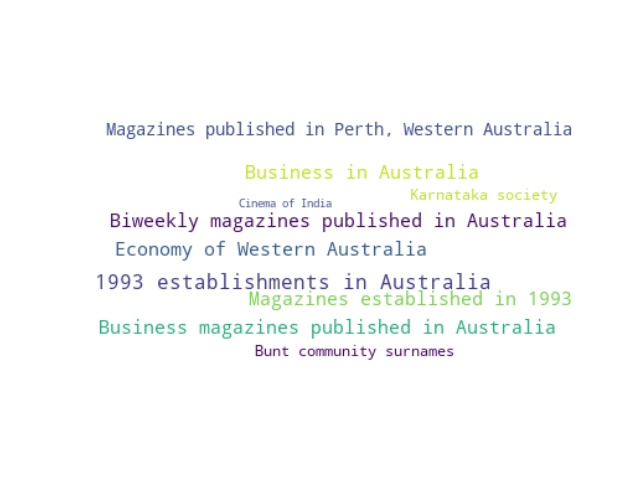 Magazines published in Perth, Western Australia
Business in Australia
Karnataka society
Cinema of India
Biweekly magazines published in Australia
Economy of Western Australia
1993 establishments in Australia
Magazines established in 1993
Business magazines published in Australia
Bunt community surnames